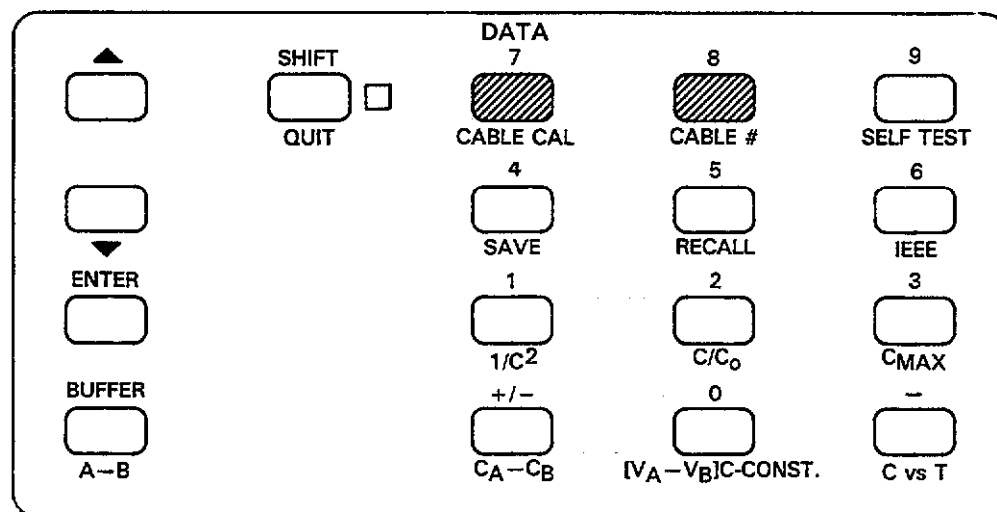 DATA
▲ SHIFT 7 8 9
QUIT CABLE CAL CABLE # SELF TEST
4 5 6
▼ SAVE RECALL IEEE
ENTER 1 2 3
1/C² C/C₀ CMAX
BUFFER +/− 0 −
A−B CA−CB [VA−VB]C-CONST. C vs T